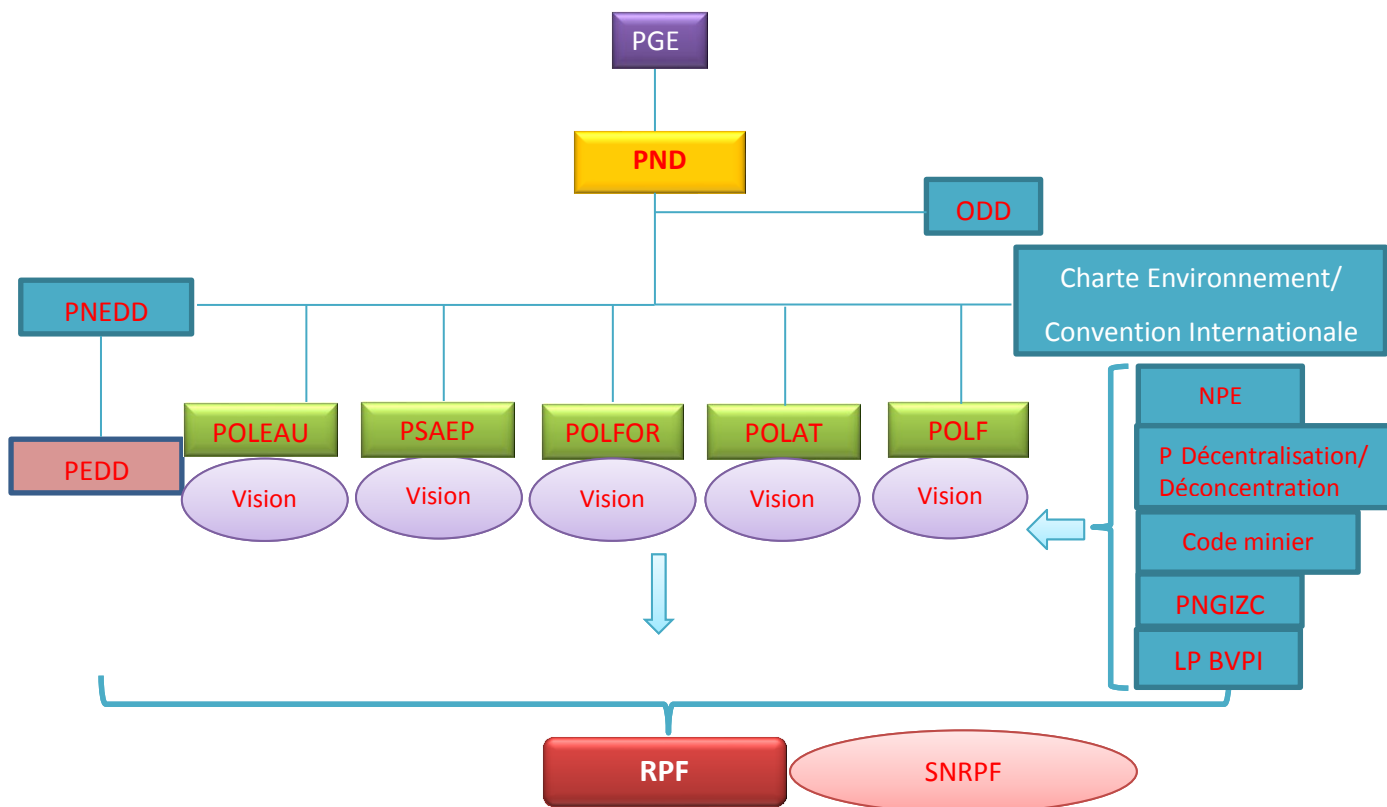 PGE
PND
ODD
Charte Environnement/
Convention Internationale
PNEDD
NPE
POLEAU
PSAEP
POLFOR
POLAT
POLF
P Décentralisation/
Déconcentration
PEDD
Vision
Vision
Vision
Vision
Vision
Code minier
PNGIZC
LP BVPI
RPF
SNRPF